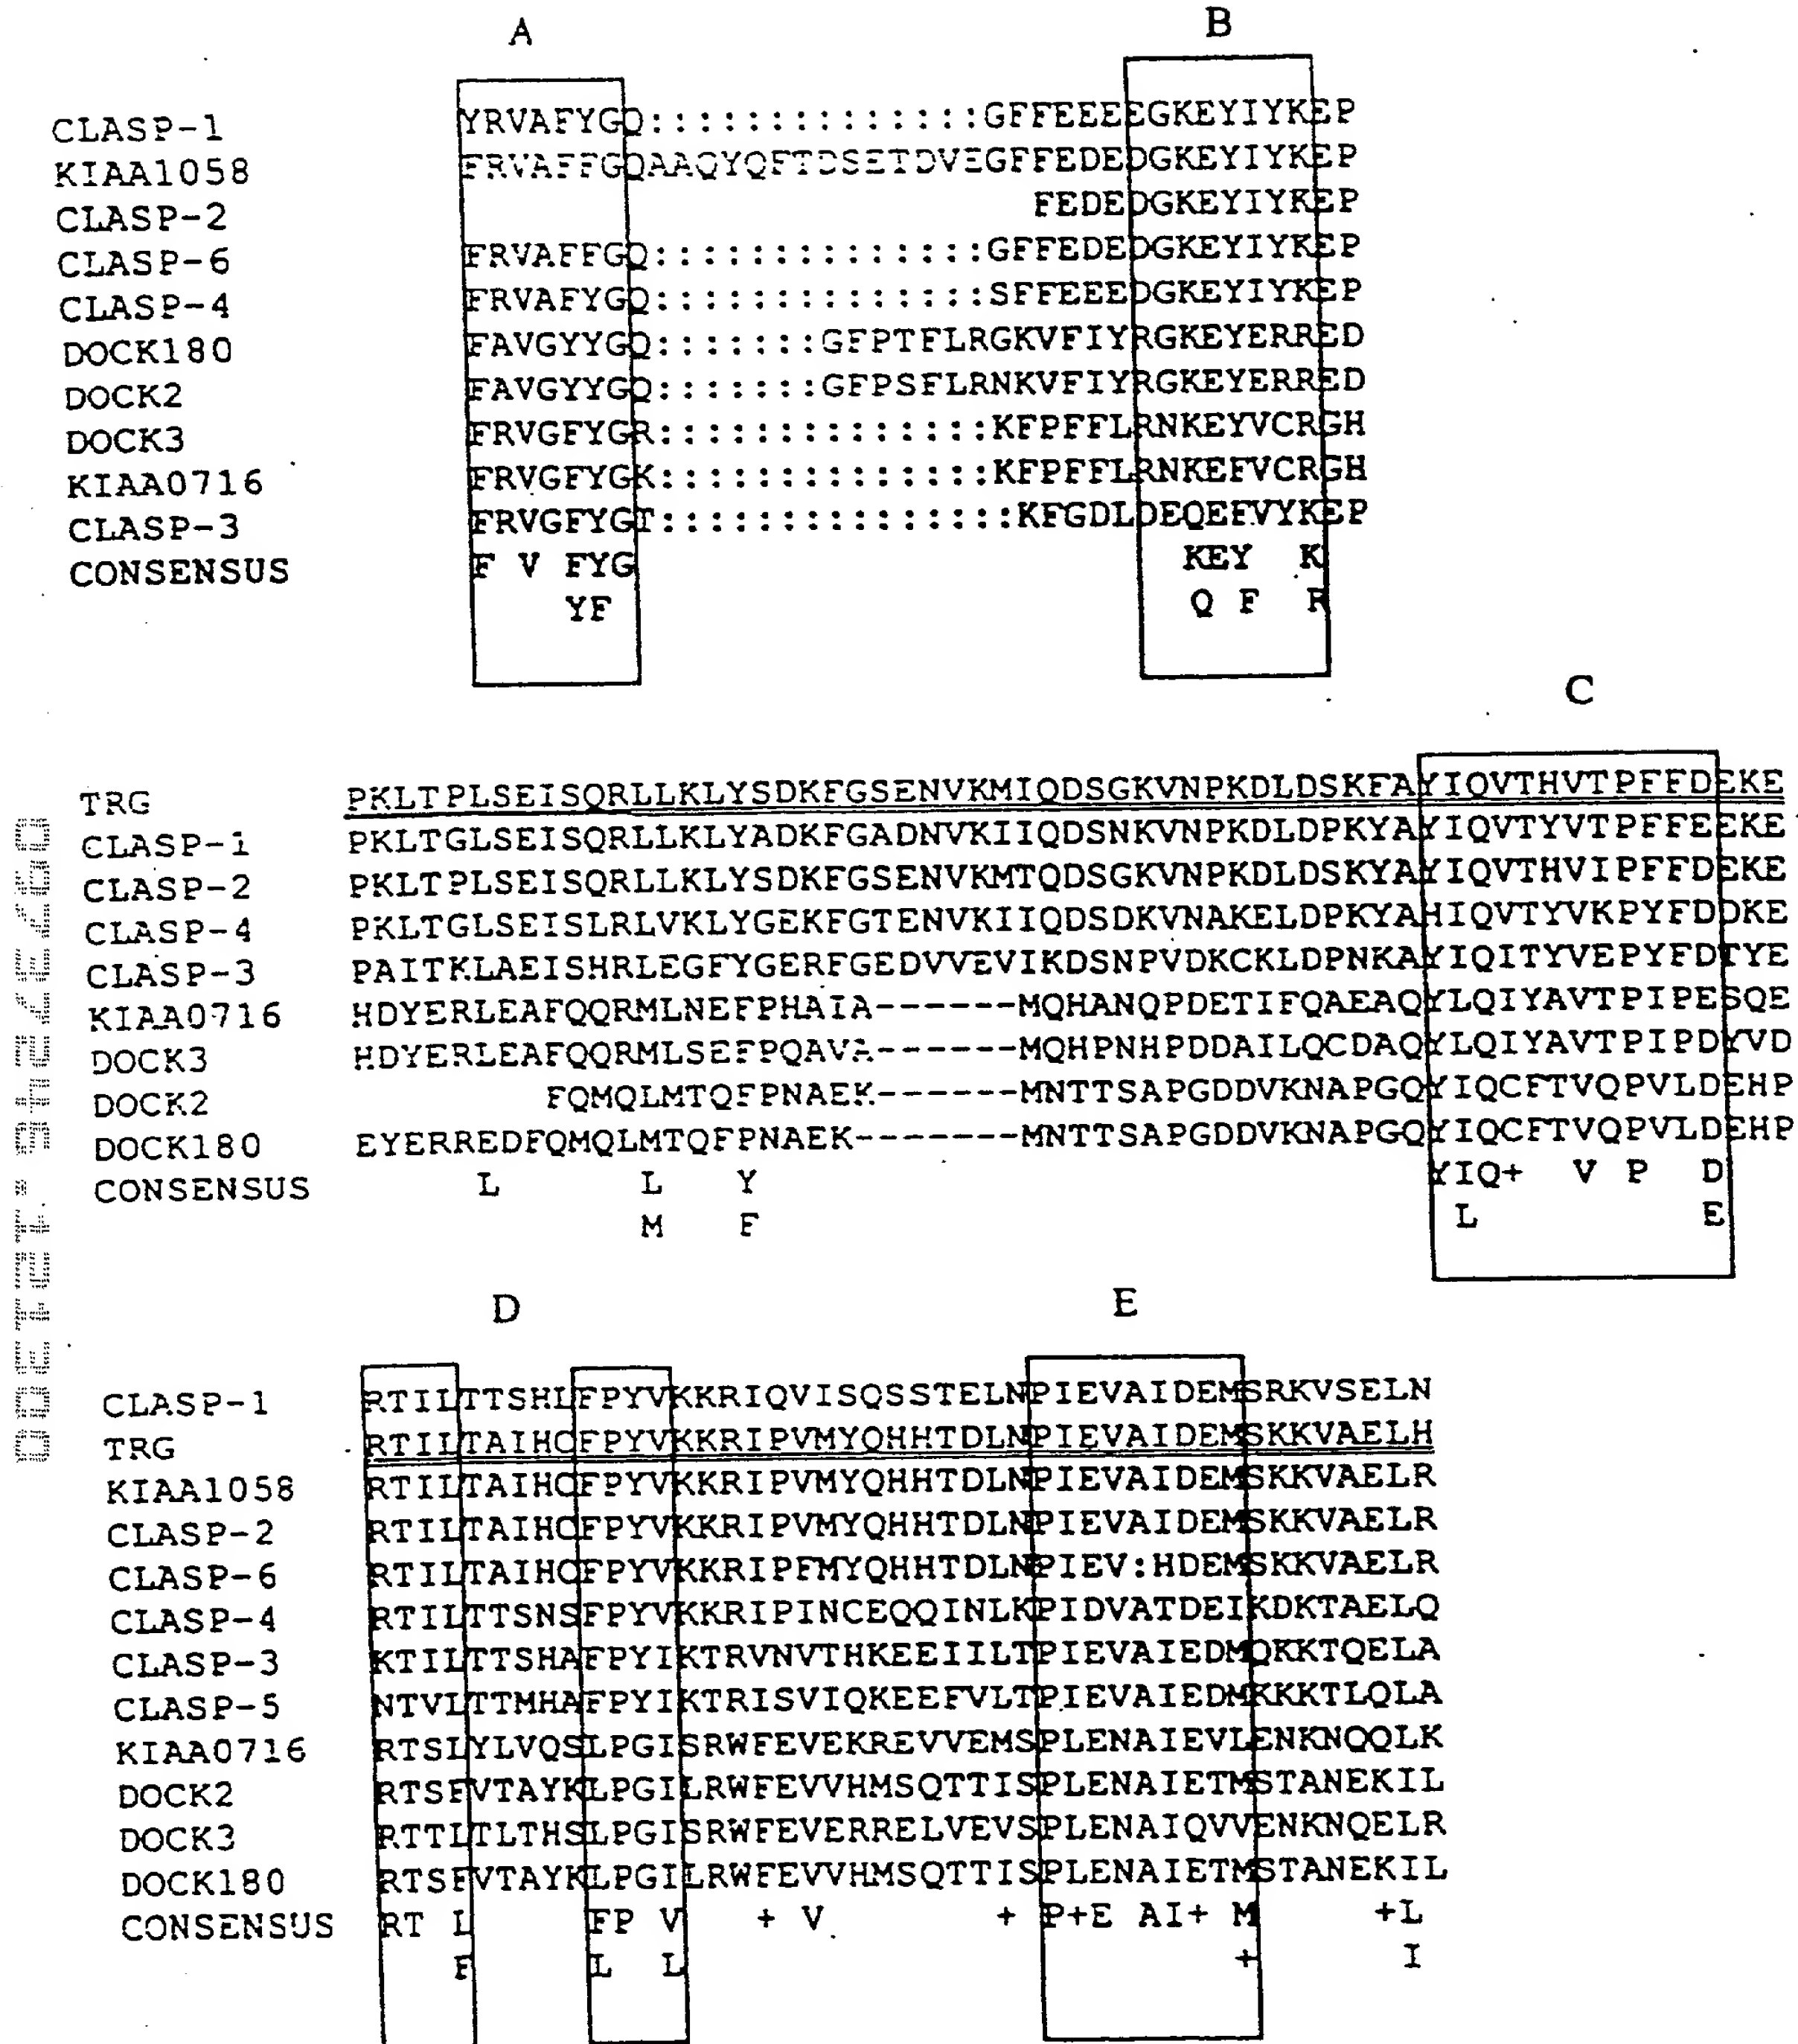 A B
CLASP-1 YRVAFYGQ::::::::::::::GFFEEEEGKEYIYKEP
KIAA1058 FRVAFFGQAAQYQFTDSETDVEGFFEDEDGKEYIYKEP
CLASP-2 FEDEDGKEYIYKEP
CLASP-6 FRVAFFGQ::::::::::::::GFFEDEDGKEYIYKEP
CLASP-4 FRVAFYGQ::::::::::::::SFFEEEDGKEYIYKEP
DOCK180 FAVGYYGQ:::::::GFPTFLRGKVFIYRGKEYERRED
DOCK2 FAVGYYGQ:::::::GFPSFLRNKVFIYRGKEYERRED
DOCK3 FRVGFYGR::::::::::::::KFPFFLRNKEYVCRGH
KIAA0716 FRVGFYGK::::::::::::::KFPFFLRNKEFVCRGH
CLASP-3 FRVGFYGT:::::::::::::::KFGDLDEQEFVYKEP
CONSENSUS F V FYG KEY K
YF Q F R
C
TRG PKLTPLSEISQRLLKLYSDKFGSENVKMIQDSGKVNPKDLDSKFAYIQVTHVTPFFDEKE
CLASP-1 PKLTGLSEISQRLLKLYADKFGADNVKIIQDSNKVNPKDLDPKYAYIQVTYVTPFFEEKE
CLASP-2 PKLTPLSEISQRLLKLYSDKFGSENVKMTQDSGKVNPKDLDSKYAYIQVTHVIPFFDEKE
CLASP-4 PKLTGLSEISLRLVKLYGEKFGTENVKIIQDSDKVNAKELDPKYAHIQVTYVKPYFDDKE
CLASP-3 PAITKLAEISHRLEGFYGERFGEDVVEVIKDSNPVDKCKLDPNKAYIQITYVEPYFDTYE
KIAA0716 HDYERLEAFQQRMLNEFPHAIA------MQHANQPDETIFQAEAQYLQIYAVTPIPESQE
DOCK3 HDYERLEAFQQRMLSEFPQAVA------MQHPNHPDDAILQCDAQYLQIYAVTPIPDYVD
DOCK2 FQMQLMTQFPNAEK------MNTTSAPGDDVKNAPGQYIQCFTVQPVLDEHP
DOCK180 EYERREDFQMQLMTQFPNAEK-------MNTTSAPGDDVKNAPGQYIQCFTVQPVLDEHP
CONSENSUS L L Y YIQ+ V P D
M F L E
D E
CLASP-1 RTILTTSHLFPYVKKRIQVISQSSTELNPIEVAIDEMSRKVSELN
TRG RTILTAIHCFPYVKKRIPVMYQHHTDLNPIEVAIDEMSKKVAELH
KIAA1058 RTILTAIHCFPYVKKRIPVMYQHHTDLNPIEVAIDEMSKKVAELR
CLASP-2 RTILTAIHCFPYVKKRIPVMYQHHTDLNPIEVAIDEMSKKVAELR
CLASP-6 RTILTAIHCFPYVKKRIPFMYQHHTDLNPIEV:HDEMSKKVAELR
CLASP-4 RTILTTSNSFPYVKKRIPINCEQQINLKPIDVATDEIKDKTAELQ
CLASP-3 KTILTTSHAFPYIKTRVNVTHKEEIILTPIEVAIEDMQKKTQELA
CLASP-5 NTVLTTMHAFPYIKTRISVIQKEEFVLTPIEVAIEDMKKKTLQLA
KIAA0716 RTSLYLVQSLPGISRWFEVEKREVVEMSPLENAIEVLENKNQQLK
DOCK2 RTSFVTAYKLPGILRWFEVVHMSQTTISPLENAIETMSTANEKIL
DOCK3 RTTLTLTHSLPGISRWFEVERRELVEVSPLENAIQVVENKNQELR
DOCK180 RTSFVTAYKLPGILRWFEVVHMSQTTISPLENAIETMSTANEKIL
CONSENSUS RT L FP V + V + P+E AI+ M +L
F L L + I